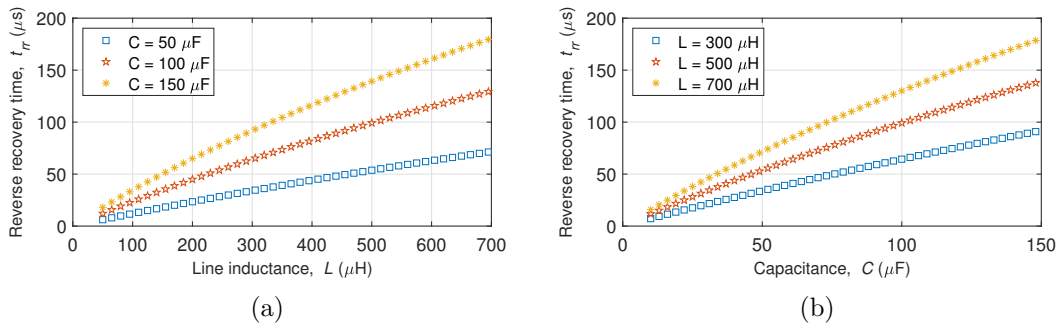 Reverse recovery time, t_rr (μs)
200
150
100
50
0
C = 50 μF
C = 100 μF
C = 150 μF
0 100 200 300 400 500 600 700
Line inductance, L (μH)
(a)
Reverse recovery time, t_rr (μs)
200
150
100
50
0
L = 300 μH
L = 500 μH
L = 700 μH
0 50 100 150
Capacitance, C (μF)
(b)